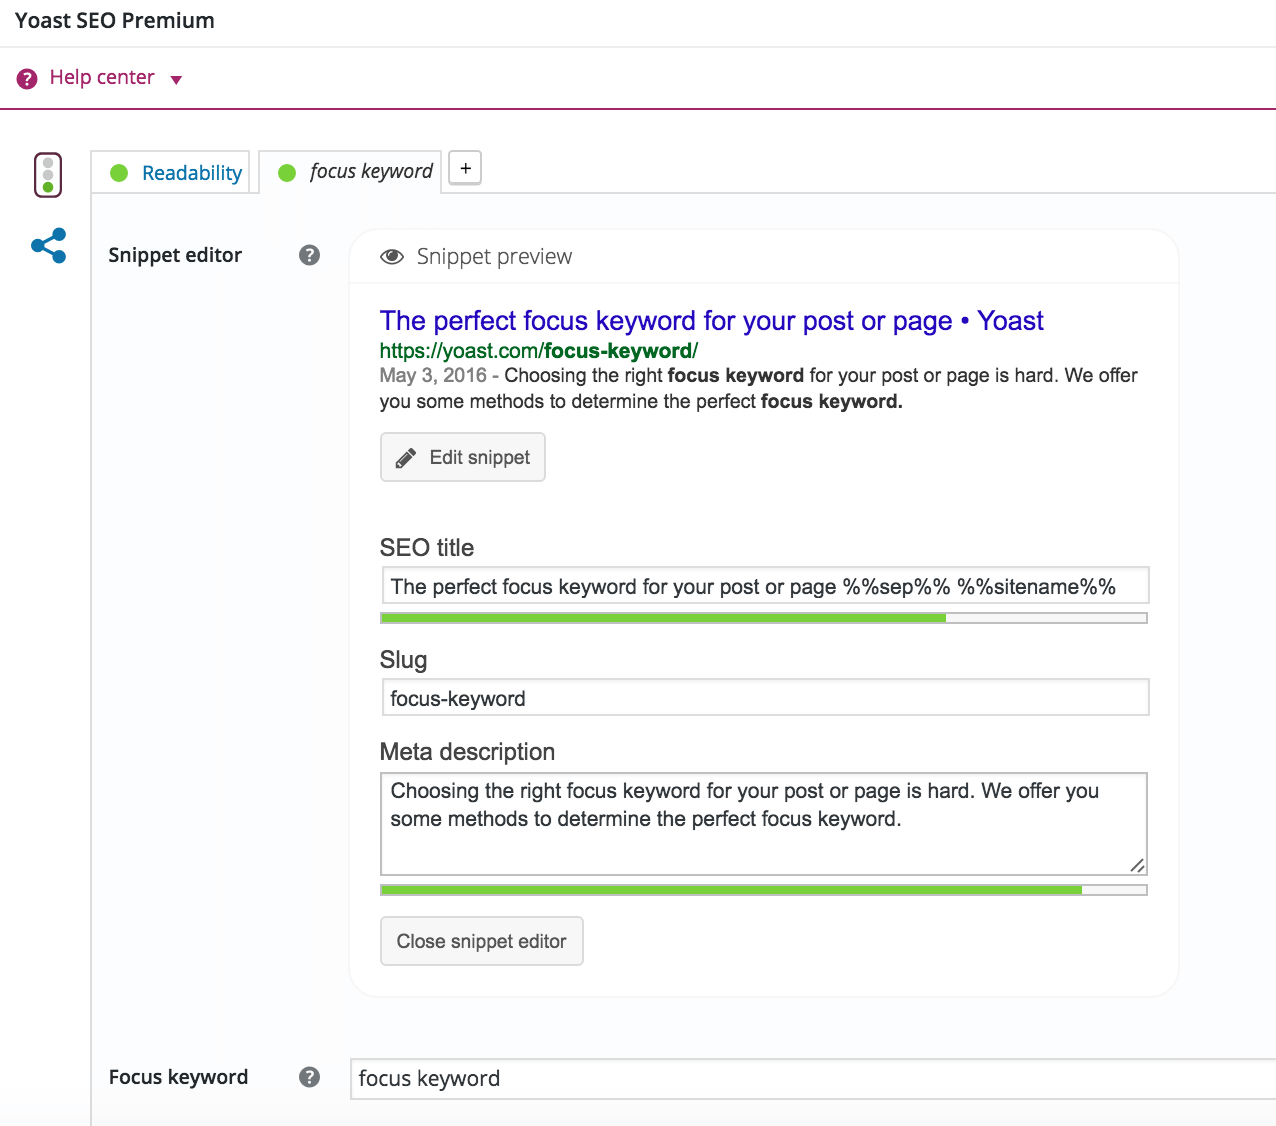 Yoast SEO Premium
? Help center
Readability
focus keyword
+
Snippet editor
?
Snippet preview
The perfect focus keyword for your post or page • Yoast
https://yoast.com/focus-keyword/
May 3, 2016 - Choosing the right focus keyword for your post or page is hard. We offer
you some methods to determine the perfect focus keyword.
Edit snippet
SEO title
The perfect focus keyword for your post or page %%sep%% %%sitename%%
Slug
focus-keyword
Meta description
Choosing the right focus keyword for your post or page is hard. We offer you
some methods to determine the perfect focus keyword.
Close snippet editor
Focus keyword
?
focus keyword